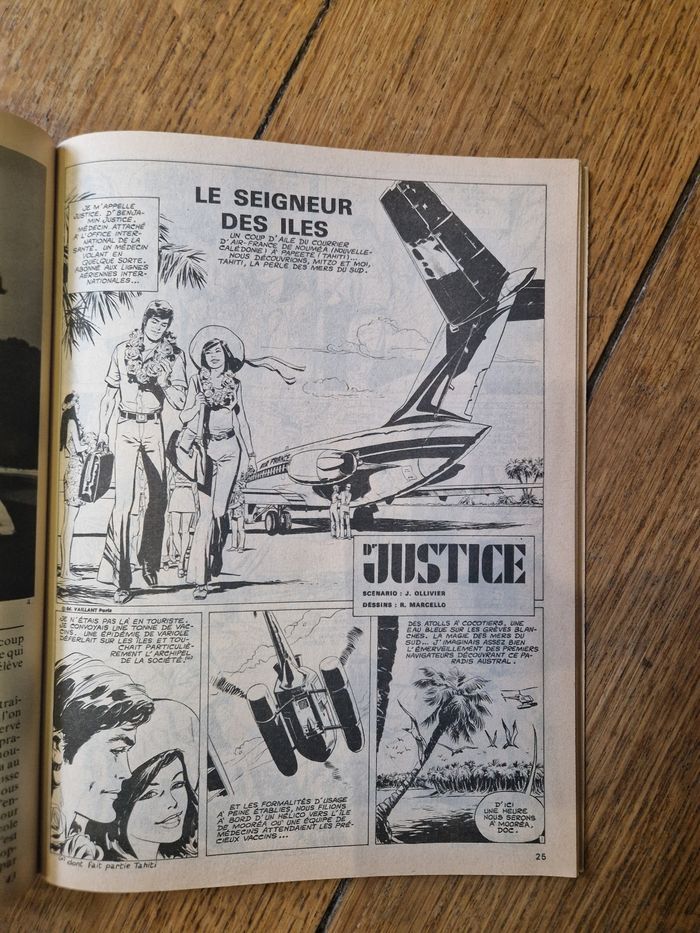 LE SEIGNEUR
DES ILES
JE M'APPELLE
JUSTICE. Dr BENJA-
MIN JUSTICE.
MÉDECIN ATTACHÉ
À L'OFFICE INTER-
NATIONAL DE LA
SANTÉ. UN MÉDECIN
VOLANT EN
QUELQUE SORTE.
ABONNÉ AUX LIGNES
AÉRIENNES INTER-
NATIONALES...
UN COUP D'AILE DU COURRIER
D'AIR-FRANCE DE NOUMÉA (NOUVELLE-
CALÉDONIE) À PAPEETE (TAHITI)...
NOUS DÉCOUVRIONS, MITZO ET MOI,
TAHITI, LA PERLE DES MERS DU SUD.
AIR FRANCE
Dr JUSTICE
SCÉNARIO : J. OLLIVIER
DESSINS : R. MARCELLO
© Ed. VAILLANT Paris
JE N'ÉTAIS PAS LÀ EN TOURISTE.
JE CONVOYAIS UNE TONNE DE VAC-
CINS. UNE ÉPIDÉMIE DE VARIOLE
DÉFERLAIT SUR LES ÎLES ET TOU-
CHAIT PARTICULIÈ-
REMENT L'ARCHIPEL
DE LA SOCIÉTÉ! (1)
ET LES FORMALITÉS D'USAGE
À PEINE ÉTABLIES, NOUS FILIONS
À BORD D'UN HÉLICO VERS L'ÎLE
DE MOORÉA OÙ UNE ÉQUIPE DE
MÉDECINS ATTENDAIENT LES PRÉ-
CIEUX VACCINS...
DES ATOLLS À COCOTIERS, UNE
EAU BLEUE SUR LES GRÈVES BLAN-
CHES. LA MAGIE DES MERS DU
SUD... J'IMAGINAIS ASSEZ BIEN
L'ÉMERVEILLEMENT DES PREMIERS
NAVIGATEURS DÉCOUVRANT CE PA-
RADIS AUSTRAL.
D'ICI
UNE HEURE
NOUS SERONS
À MOORÉA,
DOC.
(1) dont fait partie Tahiti
25